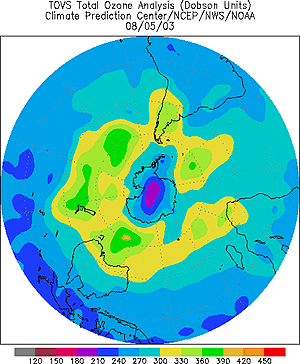 TOVS Total Ozone Analysis (Dobson Units)
Climate Prediction Center/NCEP/NWS/NOAA
08/05/03
120 150 180 210 240 270 300 330 360 390 420 450